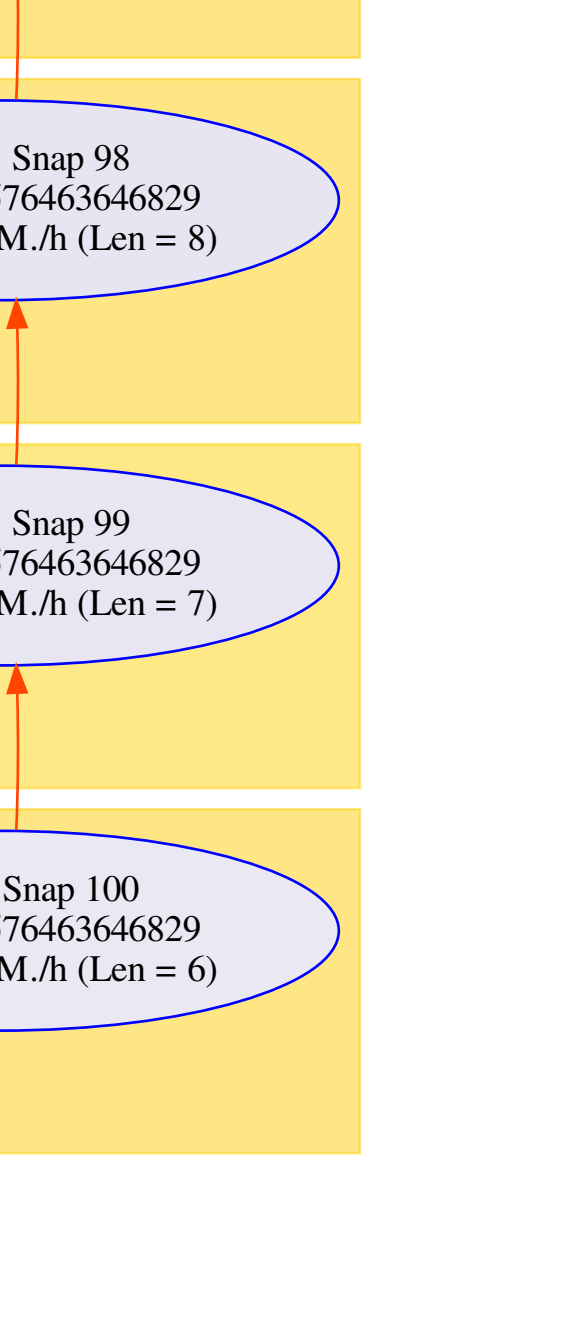 Snap 98
76463646829
M./h (Len = 8)
Snap 99
76463646829
M./h (Len = 7)
Snap 100
76463646829
M./h (Len = 6)